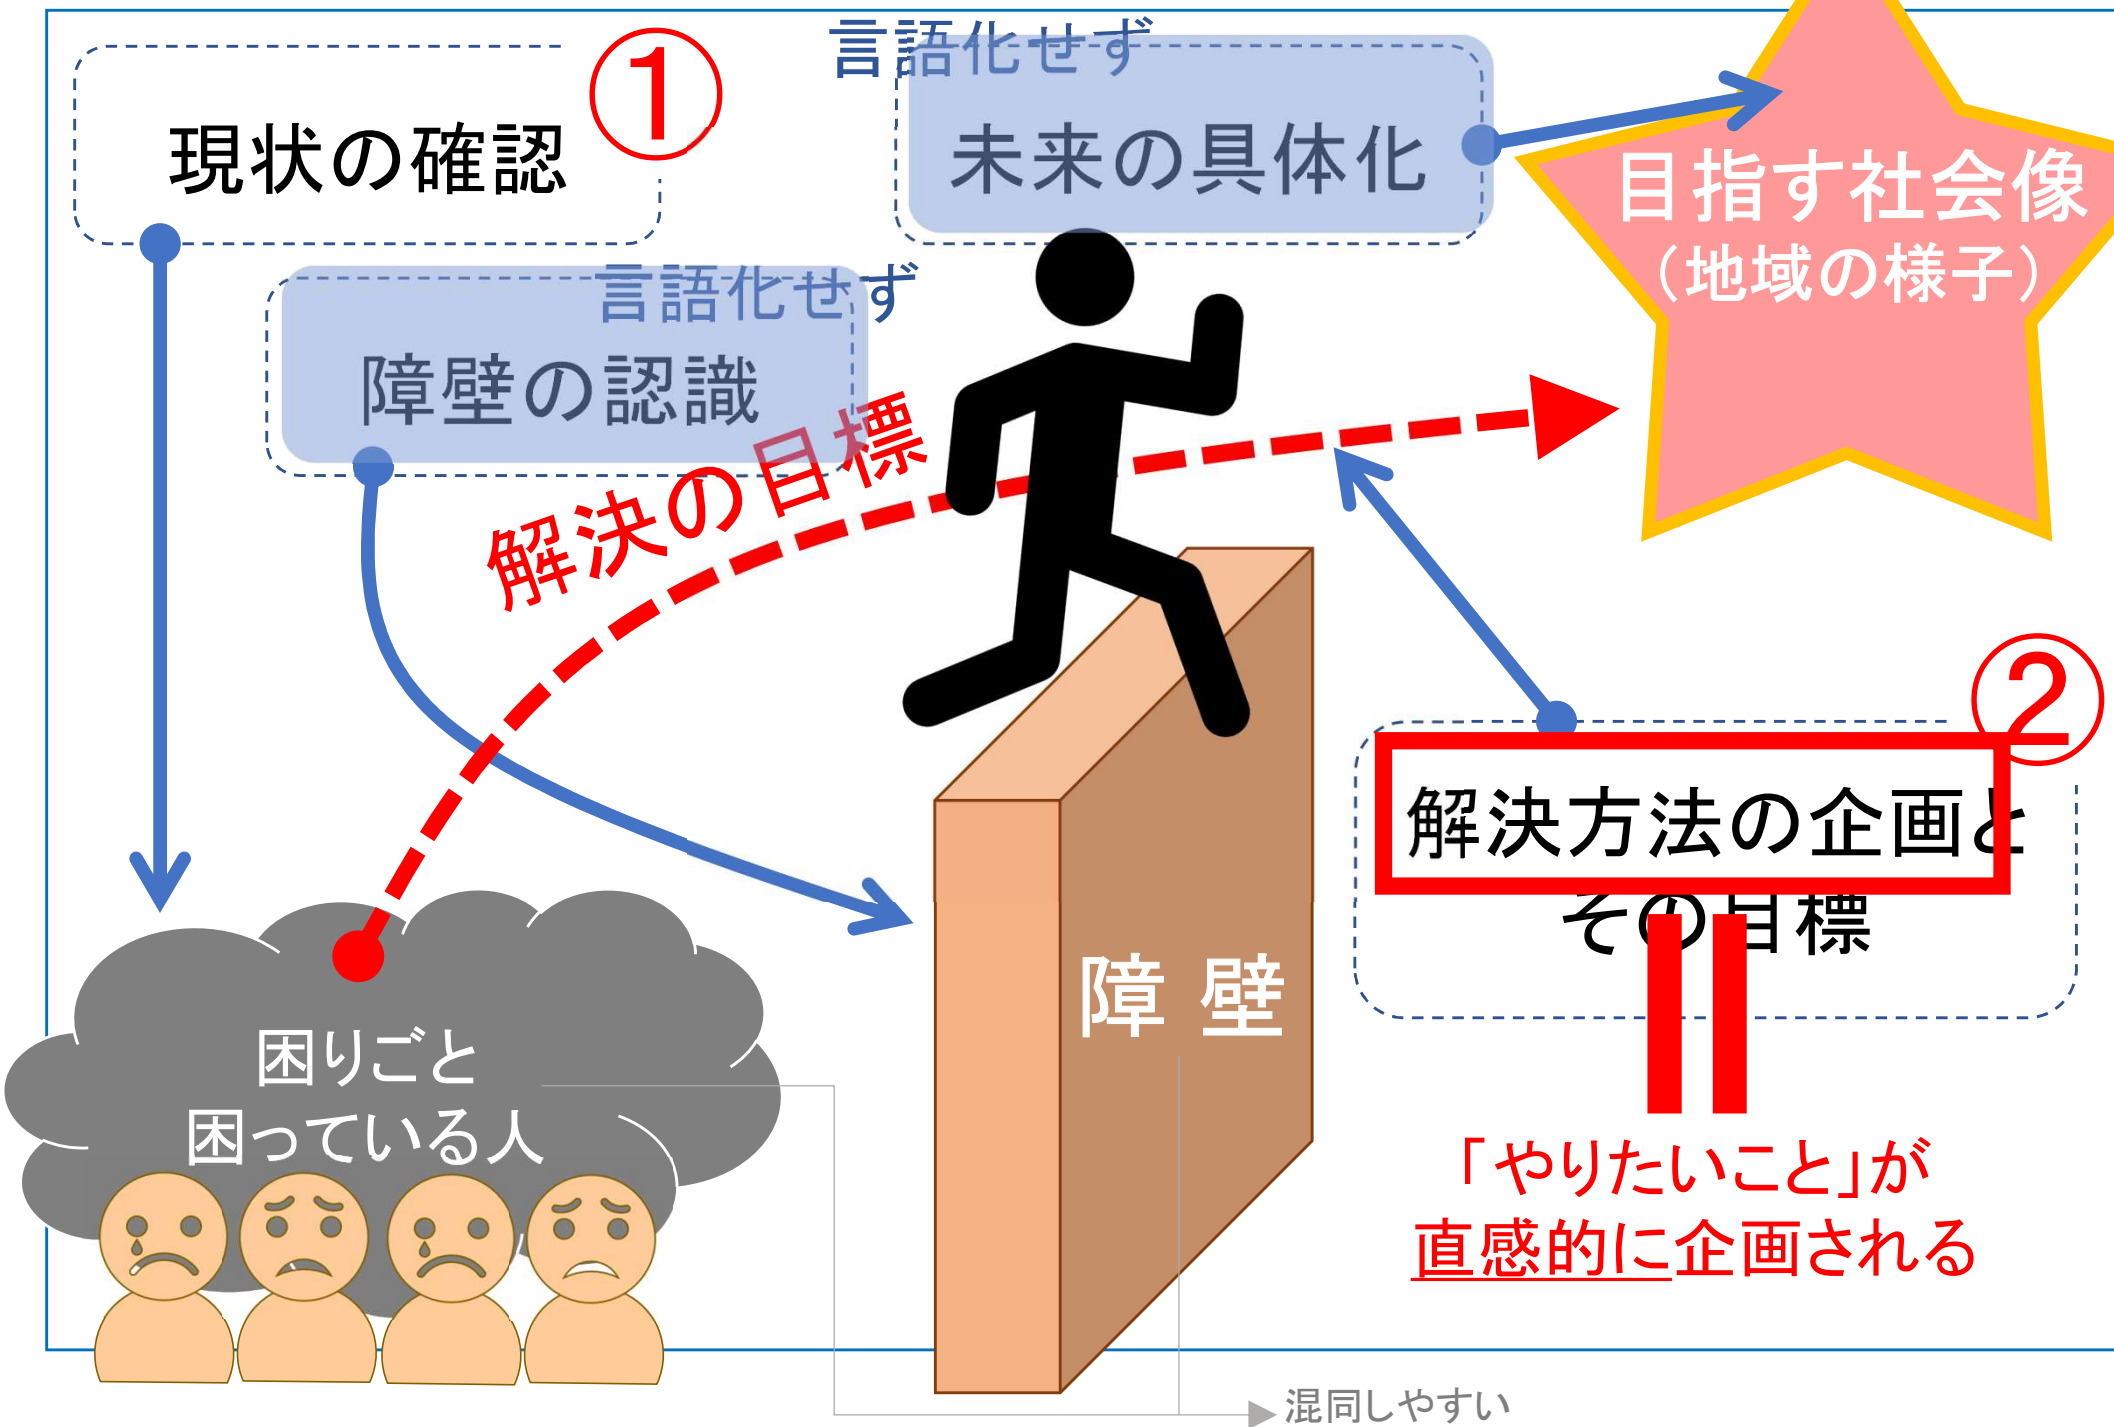 ①
言語化せず
現状の確認
未来の具体化
目指す社会像
（地域の様子）
言語化せず
障壁の認識
解決の目標
②
解決方法の企画と
その目標
障 壁
困りごと
困っている人
「やりたいこと」が
直感的に企画される
混同しやすい